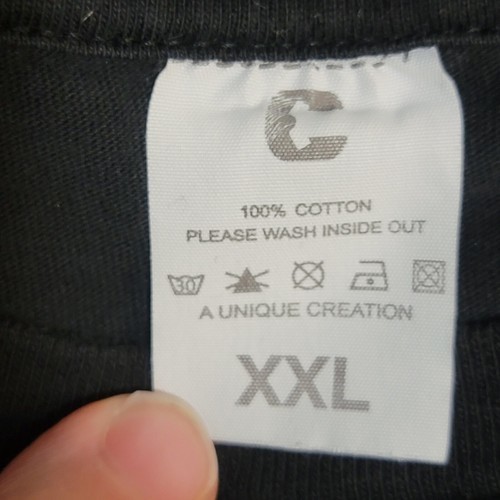 C
100% COTTON
PLEASE WASH INSIDE OUT
30
A UNIQUE CREATION
XXL